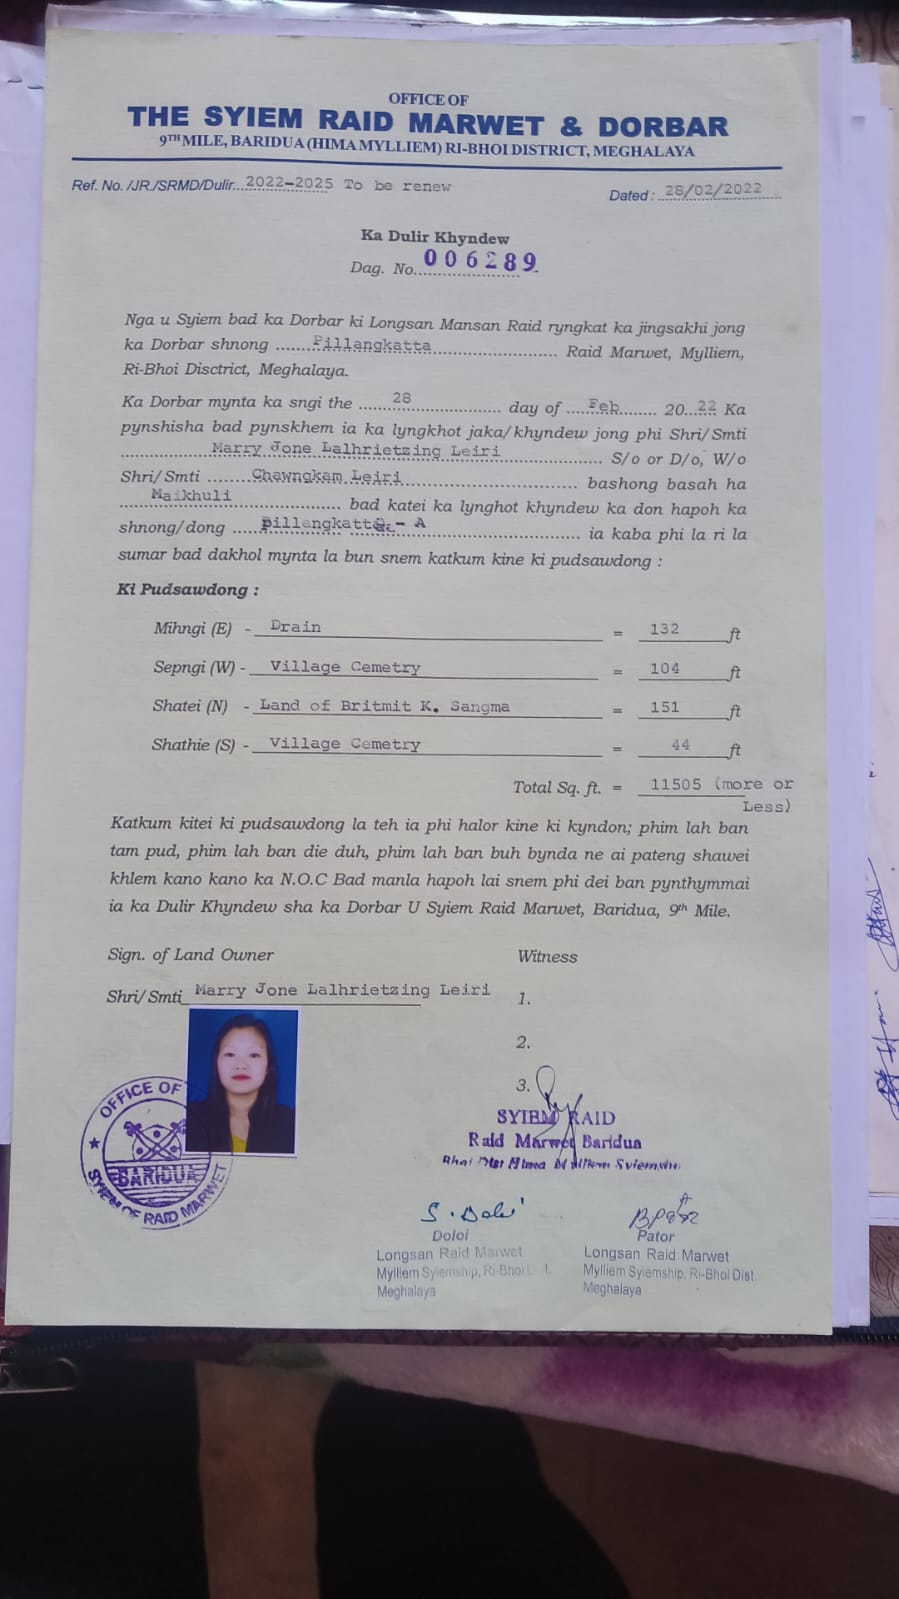 OFFICE OF
THE SYIEM RAID MARWET & DORBAR
9TH MILE, BARIDUA (HIMA MYLLIEM) RI-BHOI DISTRICT, MEGHALAYA
Ref. No. /JR./SRMD/Dulir...2022-2025 To be renew
Dated : 28/02/2022
Ka Dulir Khyndew
Dag. No. 006289
Nga u Syiem bad ka Dorbar ki Longsan Mansan Raid ryngkat ka jingsakhi jong
ka Dorbar shnong ......Pillangkatta...... Raid Marwet, Mylliem,
Ri-Bhoi Disctrict, Meghalaya.
Ka Dorbar mynta ka sngi the ......28...... day of ....Feb.... 20...22 Ka
pynshisha bad pynskhem ia ka lyngkhot jaka/khyndew jong phi Shri/Smti
......Marry Jone Lalhrietzing Leiri...... S/o or D/o, W/o
Shri/Smti ......Chawngkam Leiri...... bashong basah ha
......Maikhuli...... bad katei ka lynghot khyndew ka don hapoh ka
shnong/dong ......Pillangkatta - A...... ia kaba phi la ri la
sumar bad dakhol mynta la bun snem katkum kine ki pudsawdong :
Ki Pudsawdong :
Mihngi (E) - Drain = 132 ft
Sepngi (W) - Village Cemetry = 104 ft
Shatei (N) - Land of Britmit K. Sangma = 151 ft
Shathie (S) - Village Cemetry = 44 ft
Total Sq. ft. = 11505 (more or
Less)
Katkum kitei ki pudsawdong la teh ia phi halor kine ki kyndon; phim lah ban
tam pud, phim lah ban die duh, phim lah ban buh bynda ne ai pateng shawei
khlem kano kano ka N.O.C Bad manla hapoh lai snem phi dei ban pynthymmai
ia ka Dulir Khyndew sha ka Dorbar U Syiem Raid Marwet, Baridua, 9th Mile.
Sign. of Land Owner
Witness
Shri/Smti Marry Jone Lalhrietzing Leiri
1.
2.
3.
OFFICE OF
BARIDUA
SYIEM OF RAID MARWET
SYIEM RAID
Raid Marwet Baridua
Bhoi Dist Hima Mylliem
S. Doloi
Doloi
Longsan Raid Marwet
Mylliem Syiemship, Ri-Bhoi
Meghalaya
Pator
Longsan Raid Marwet
Mylliem Syiemship, Ri-Bhoi Dist.
Meghalaya